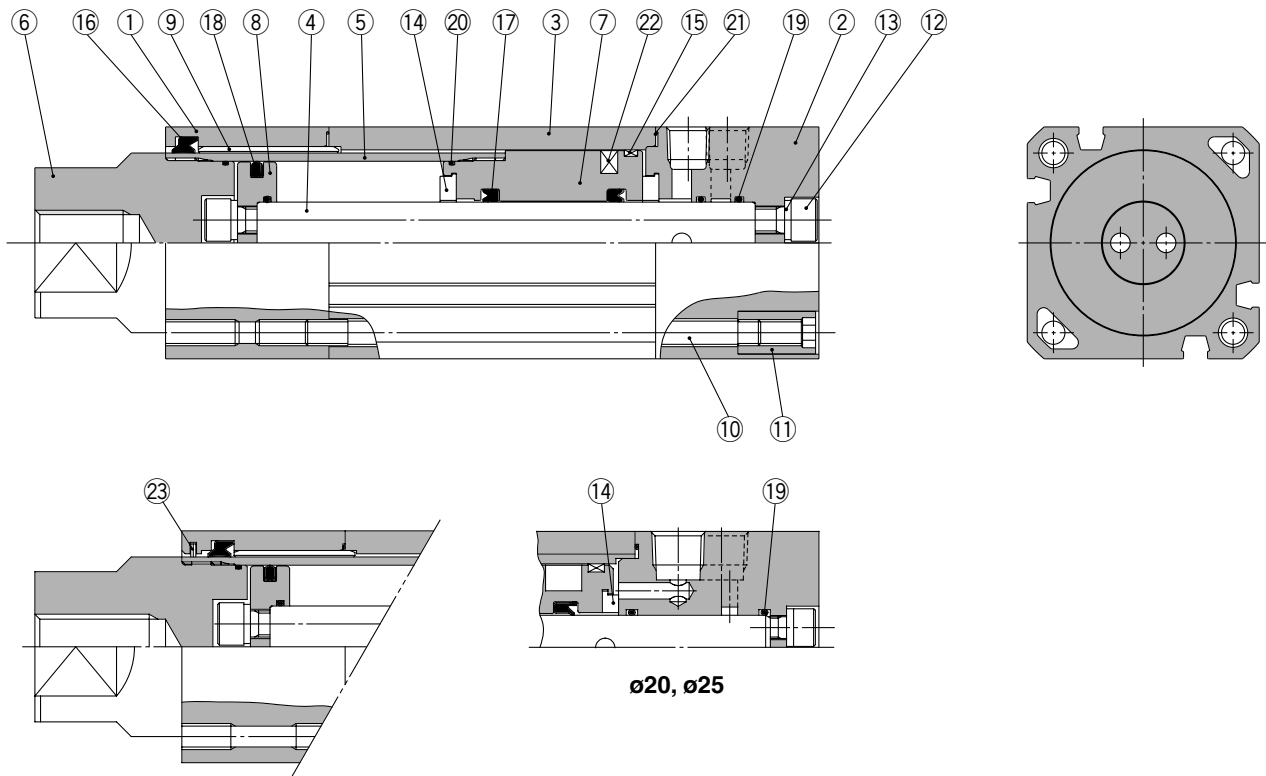 ⑥ ⑯ ① ⑨ ⑱ ⑧ ④ ⑤ ⑭ ⑳ ⑰ ③ ⑦ ㉒ ⑮ ㉑ ⑲ ② ⑬ ⑫
⑩ ⑪
㉓
⑭ ⑲
ø20, ø25